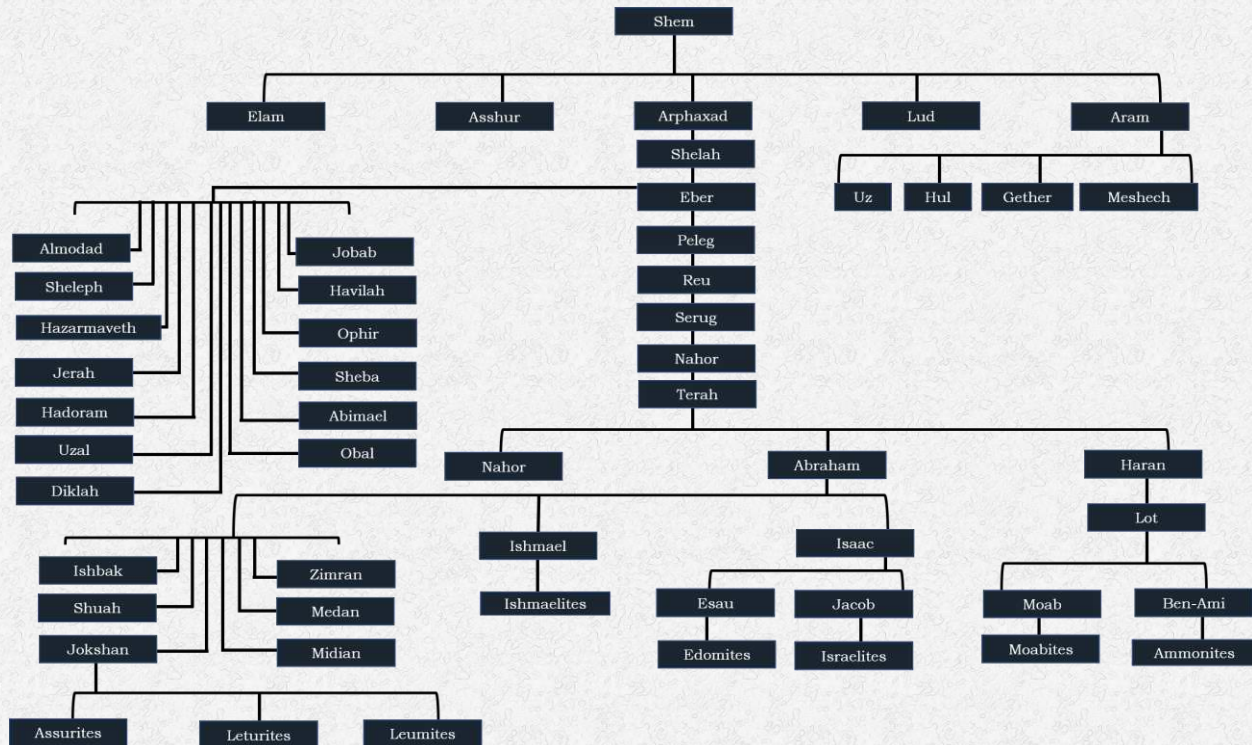 Shem
Elam
Asshur
Arphaxad
Lud
Aram
Shelah
Uz
Hul
Gether
Meshech
Eber
Peleg
Reu
Serug
Nahor
Terah
Almodad
Sheleph
Hazarmaveth
Jerah
Hadoram
Uzal
Diklah
Jobab
Havilah
Ophir
Sheba
Abimael
Obal
Nahor
Abraham
Haran
Lot
Ishmael
Isaac
Ishmaelites
Esau
Jacob
Edomites
Israelites
Moab
Ben-Ami
Moabites
Ammonites
Ishbak
Shuah
Jokshan
Zimran
Medan
Midian
Assurites
Leturites
Leumites